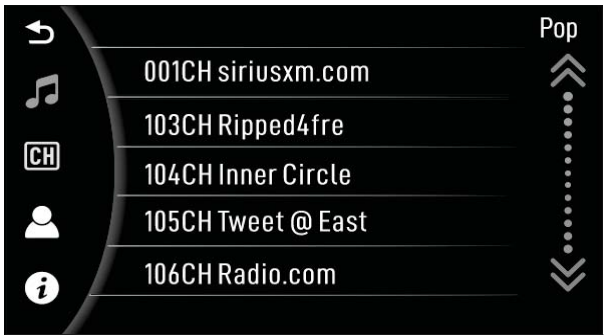 Pop
001CH siriusxm.com
103CH Ripped4fre
CH
104CH Inner Circle
105CH Tweet @ East
i
106CH Radio.com